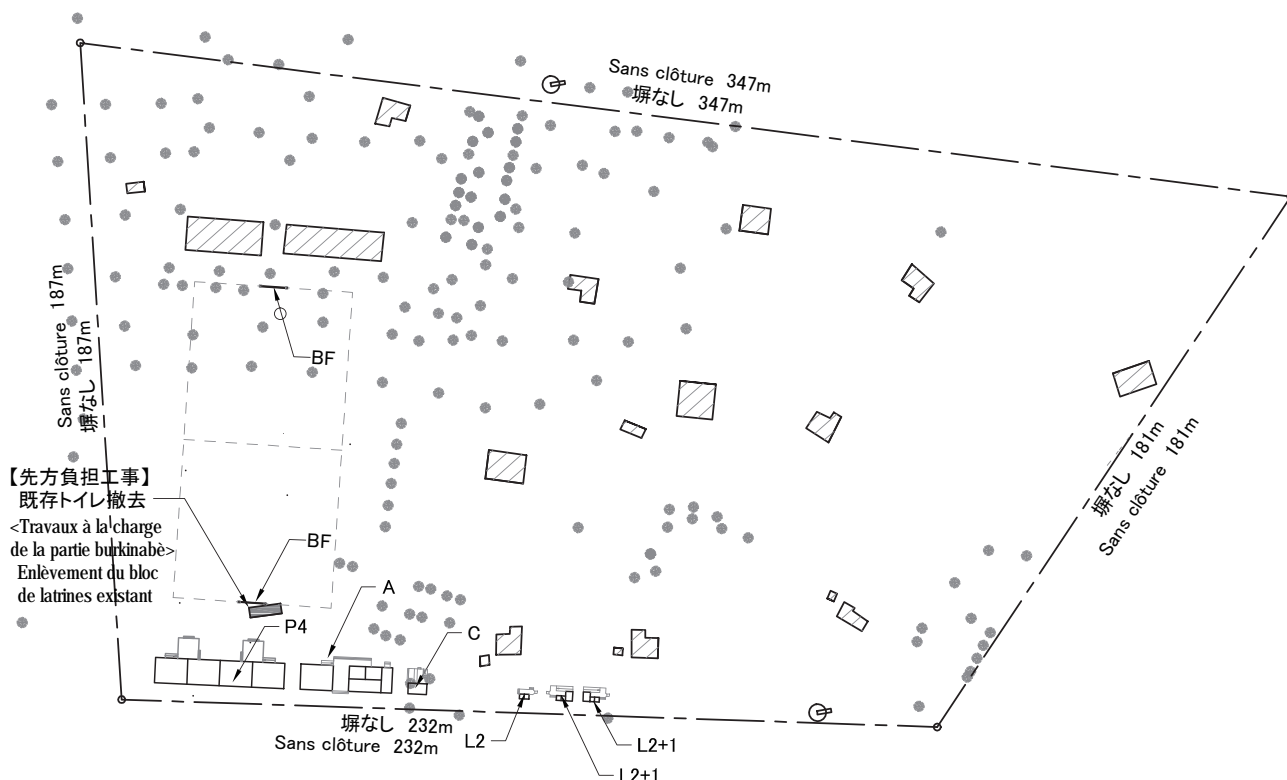 Sans clôture 347m
塀なし 347m
Sans clôture 187m
塀なし 187m
BF
塀なし 181m
Sans clôture 181m
【先方負担工事】
既存トイレ撤去
<Travaux à la charge
de la partie burkinabè>
Enlèvement du bloc
de latrines existant
BF
A
P4
C
塀なし 232m
Sans clôture 232m
L2
L2+1
L2+1